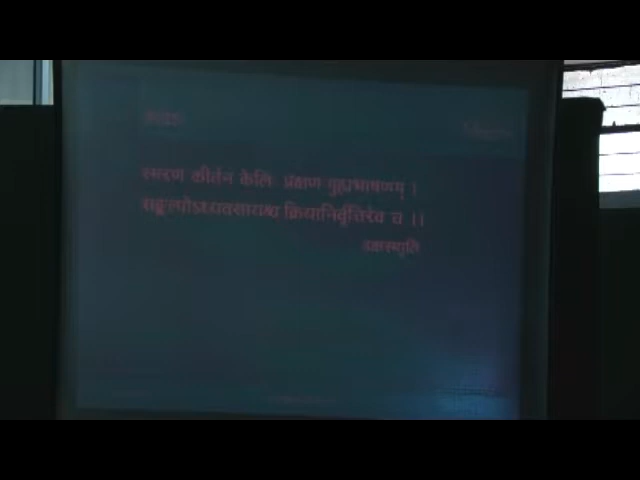 स्मरण कीर्तन केलि प्रेक्षण गुह्यभाषणम् ।
सङ्कल्पोऽध्यवसायश्च क्रियानिर्वृत्तिरेव च ।।
दक्षस्मृति